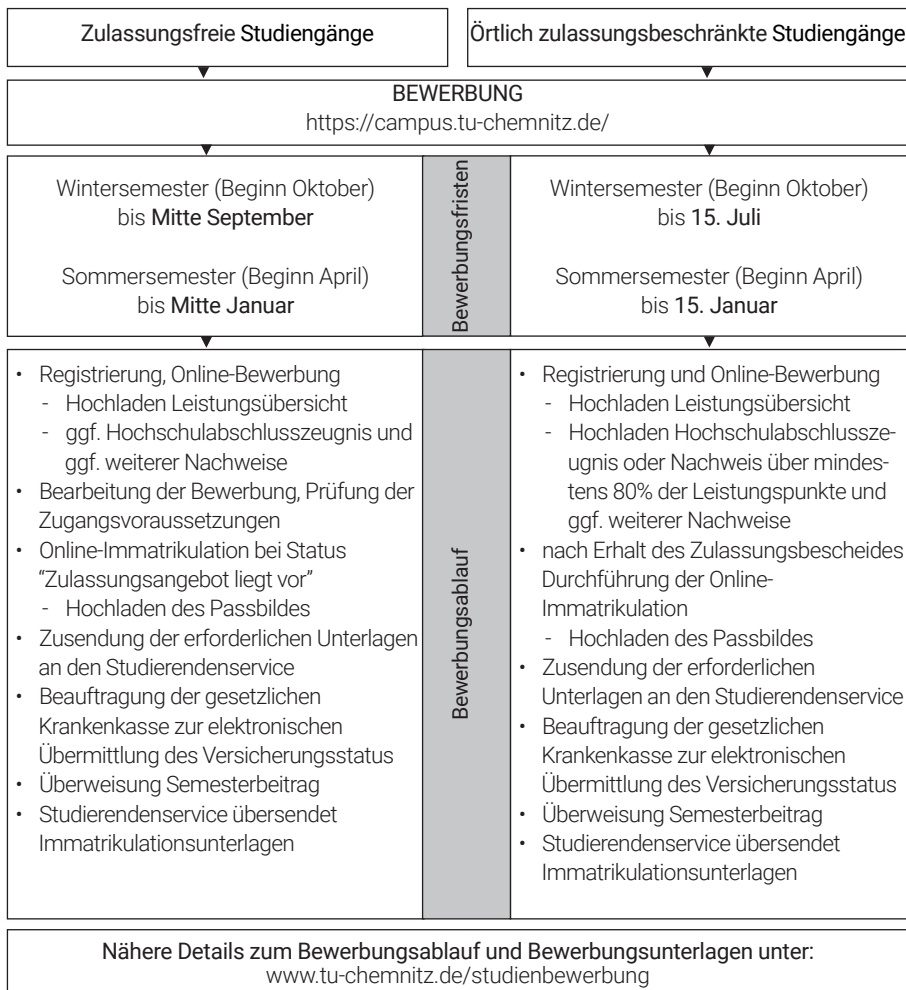 Zulassungsfreie Studiengänge
Örtlich zulassungsbeschränkte Studiengänge
BEWERBUNG
https://campus.tu-chemnitz.de/
Wintersemester (Beginn Oktober)
bis Mitte September
Sommersemester (Beginn April)
bis Mitte Januar
Bewerbungsfristen
Wintersemester (Beginn Oktober)
bis 15. Juli
Sommersemester (Beginn April)
bis 15. Januar
• Registrierung, Online-Bewerbung
- Hochladen Leistungsübersicht
- ggf. Hochschulabschlusszeugnis und
ggf. weiterer Nachweise
• Bearbeitung der Bewerbung, Prüfung der
Zugangsvoraussetzungen
• Online-Immatrikulation bei Status
"Zulassungsangebot liegt vor"
- Hochladen des Passbildes
• Zusendung der erforderlichen Unterlagen
an den Studierendenservice
• Beauftragung der gesetzlichen
Krankenkasse zur elektronischen
Übermittlung des Versicherungsstatus
• Überweisung Semesterbeitrag
• Studierendenservice übersendet
Immatrikulationsunterlagen
Bewerbungsablauf
• Registrierung und Online-Bewerbung
- Hochladen Leistungsübersicht
- Hochladen Hochschulabschlussze-
ugnis oder Nachweis über mindes-
tens 80% der Leistungspunkte und
ggf. weiterer Nachweise
• nach Erhalt des Zulassungsbescheides
Durchführung der Online-
Immatrikulation
- Hochladen des Passbildes
• Zusendung der erforderlichen
Unterlagen an den Studierendenservice
• Beauftragung der gesetzlichen
Krankenkasse zur elektronischen
Übermittlung des Versicherungsstatus
• Überweisung Semesterbeitrag
• Studierendenservice übersendet
Immatrikulationsunterlagen
Nähere Details zum Bewerbungsablauf und Bewerbungsunterlagen unter:
www.tu-chemnitz.de/studienbewerbung